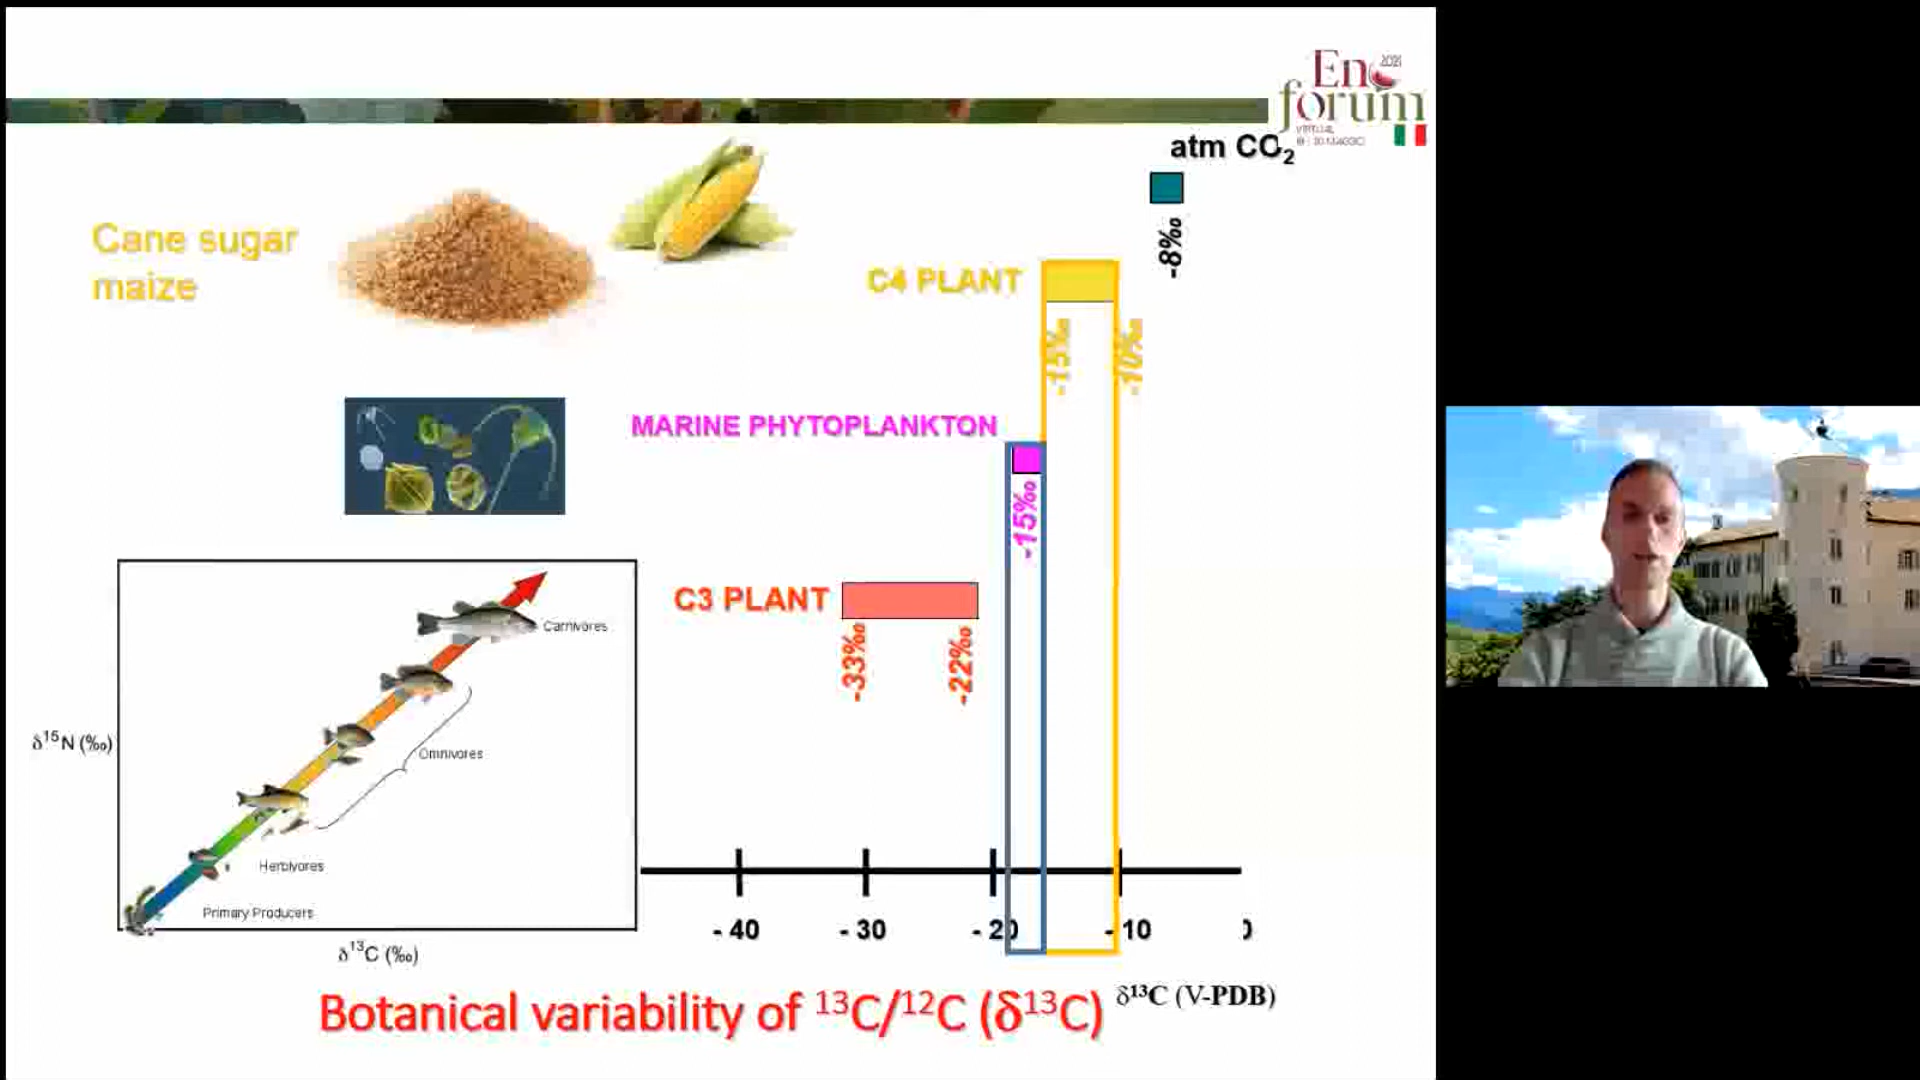 En 2021
forum
VIRTUAL
atm CO₂
-8‰
Cane sugar
maize
C4 PLANT
-15‰
-10‰
MARINE PHYTOPLANKTON
-15‰
C3 PLANT
-33‰
-22‰
Carnivores
Omnivores
Herbivores
Primary Producers
δ¹⁵N (‰)
δ¹³C (‰)
- 40
- 30
- 20
- 10
0
δ¹³C (V-PDB)
Botanical variability of ¹³C/¹²C (δ¹³C)